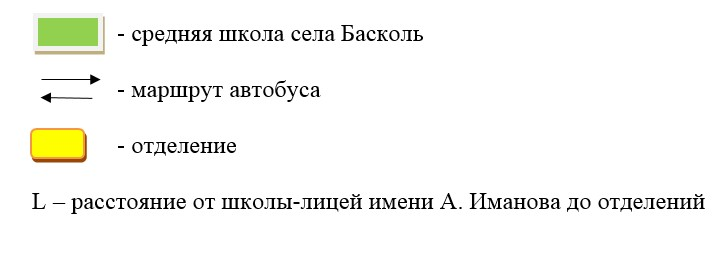 - средняя школа села Басколь
- маршрут автобуса
- отделение
L – расстояние от школы-лицей имени А. Иманова до отделений